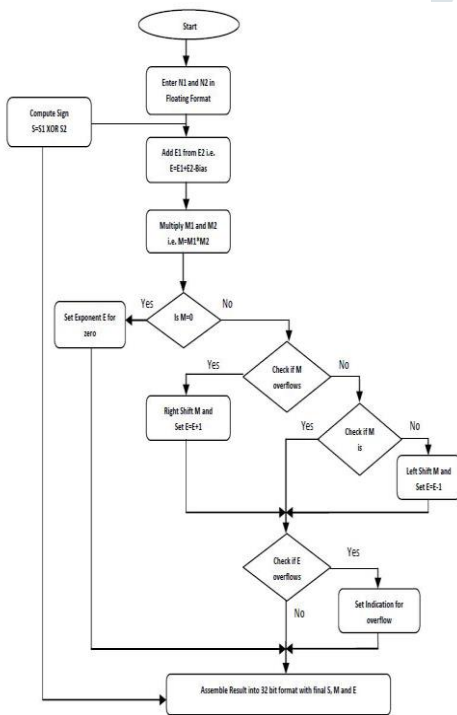 Start
Enter N1 and N2 in
Floating Format
Compute Sign
S=S1 XOR S2
Add E1 from E2 i.e.
E=E1+E2-Bias
Multiply M1 and M2
i.e. M=M1*M2
Yes
Is M=0
No
Set Exponent E for
zero
Yes
Check if M
overflows
No
Right Shift M and
Set E=E+1
Yes
Check if M
is
No
Left Shift M and
Set E=E-1
Check if E
overflows
Yes
No
Set Indication for
overflow
Assemble Result into 32 bit format with final S, M and E